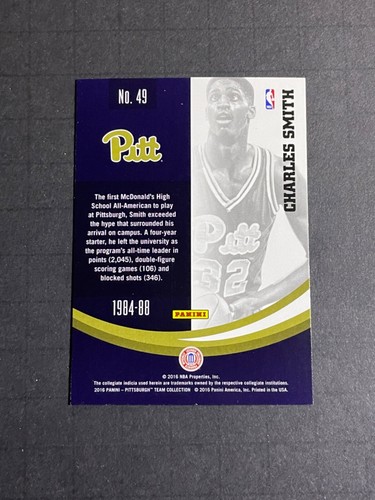 No. 49
Pitt
CHARLES SMITH
Pitt
32
The first McDonald's High
School All-American to play
at Pittsburgh, Smith exceeded
the hype that surrounded his
arrival on campus. A four-year
starter, he left the university as
the program's all-time leader in
points (2,045), double-figure
scoring games (106) and
blocked shots (346).
1984-88
PANINI
© 2016 NBA Properties, Inc.
The collegiate indicia used herein are trademarks owned by the respective collegiate institutions.
2016 PANINI – PITTSBURGH TEAM COLLECTION © 2016 Panini America, Inc. Printed in USA.